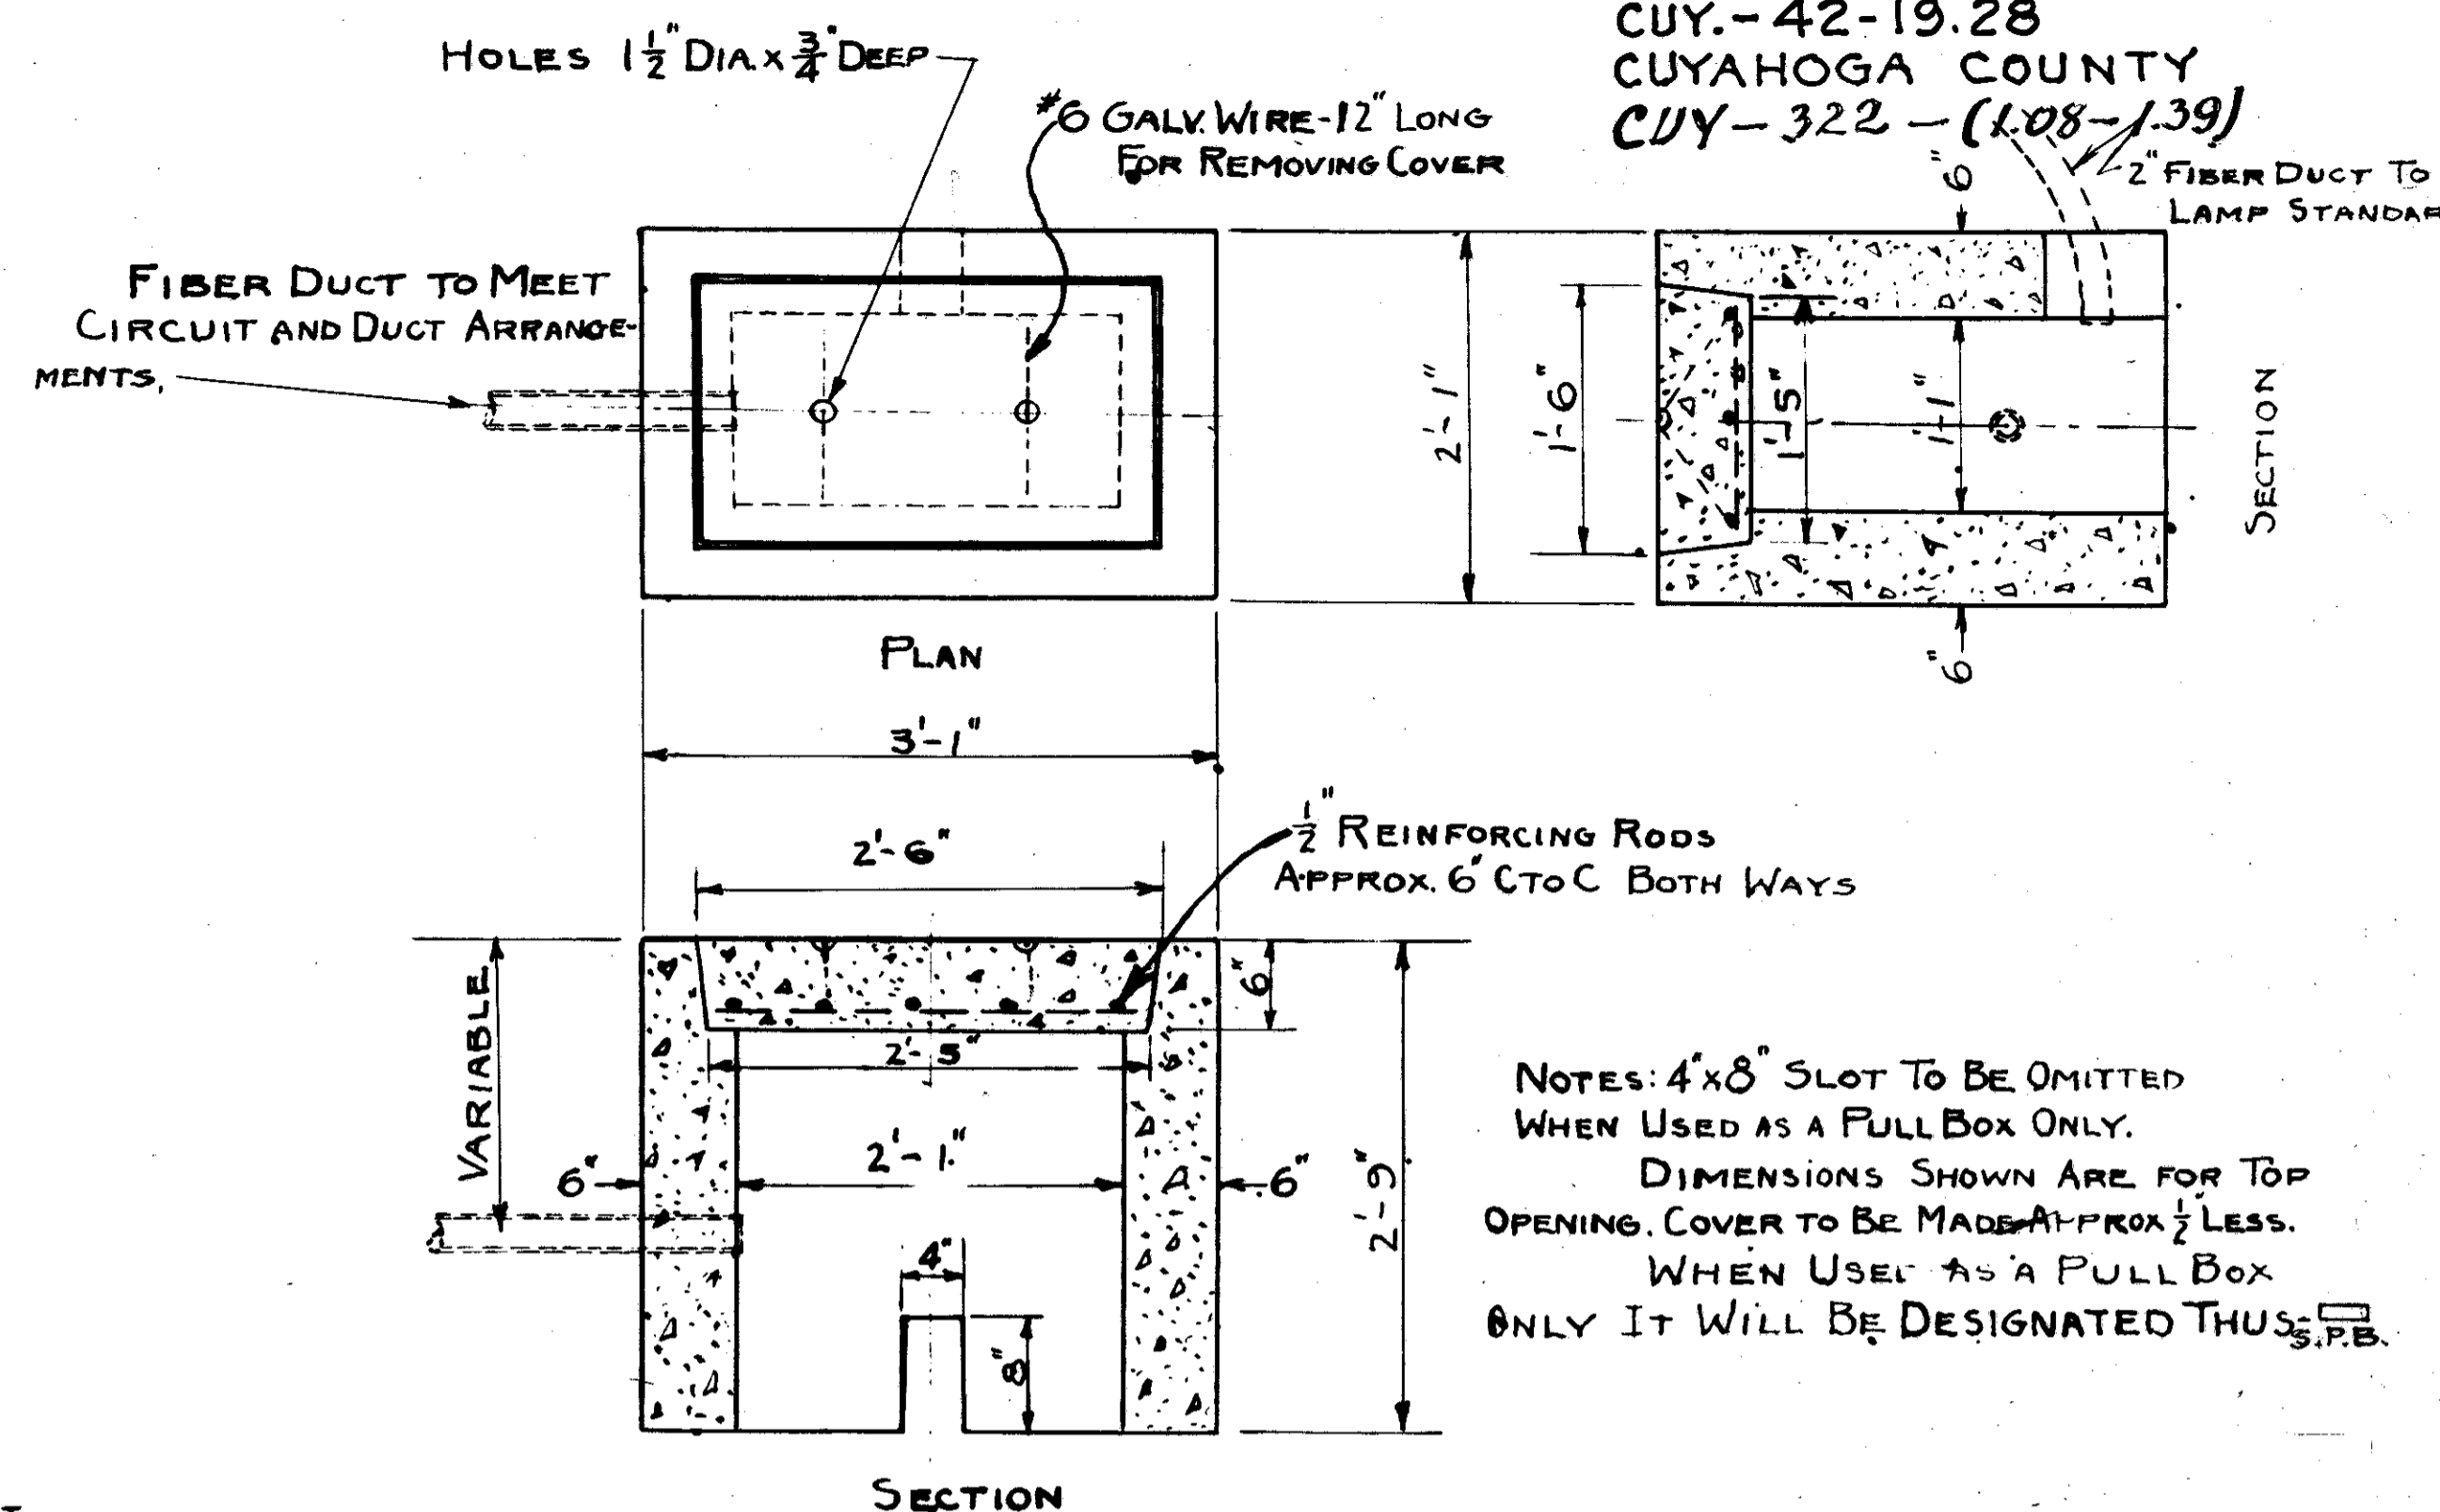 CUY.-42-19.28
CUYAHOGA COUNTY
CUY-322-(1.08-1.39)
HOLES 1 1/2" DIA. x 3/4" DEEP
#6 GALV. WIRE-12" LONG
FOR REMOVING COVER
2" FIBER DUCT TO
LAMP STANDAR
FIBER DUCT TO MEET
CIRCUIT AND DUCT ARRANGE-
MENTS,
6"
2'-1"
1'-6"
1'-5"
1'-1"
SECTION
6"
PLAN
3'-1"
2'-6"
1/2" REINFORCING RODS
APPROX. 6" C TO C BOTH WAYS
VARIABLE
6"
2'-5"
6"
2'-1"
6"
2'-9"
4"
8"
NOTES: 4"x8" SLOT TO BE OMITTED
WHEN USED AS A PULL BOX ONLY.
DIMENSIONS SHOWN ARE FOR TOP
OPENING. COVER TO BE MADE APPROX 1/2" LESS.
WHEN USED AS A PULL BOX
ONLY IT WILL BE DESIGNATED THUS:
S.P.B.
SECTION